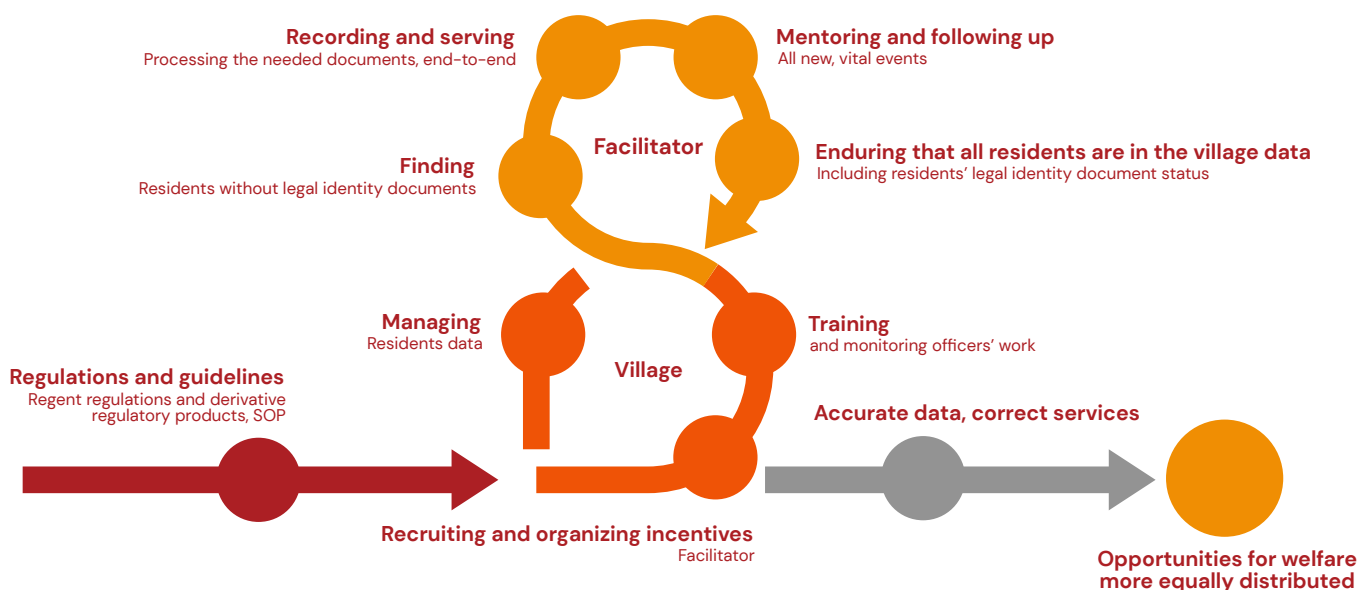 Recording and serving
Processing the needed documents, end-to-end
Mentoring and following up
All new, vital events
Facilitator
Finding
Residents without legal identity documents
Enduring that all residents are in the village data
Including residents’ legal identity document status
Managing
Residents data
Training
and monitoring officers’ work
Village
Regulations and guidelines
Regent regulations and derivative
regulatory products, SOP
Accurate data, correct services
Recruiting and organizing incentives
Facilitator
Opportunities for welfare
more equally distributed